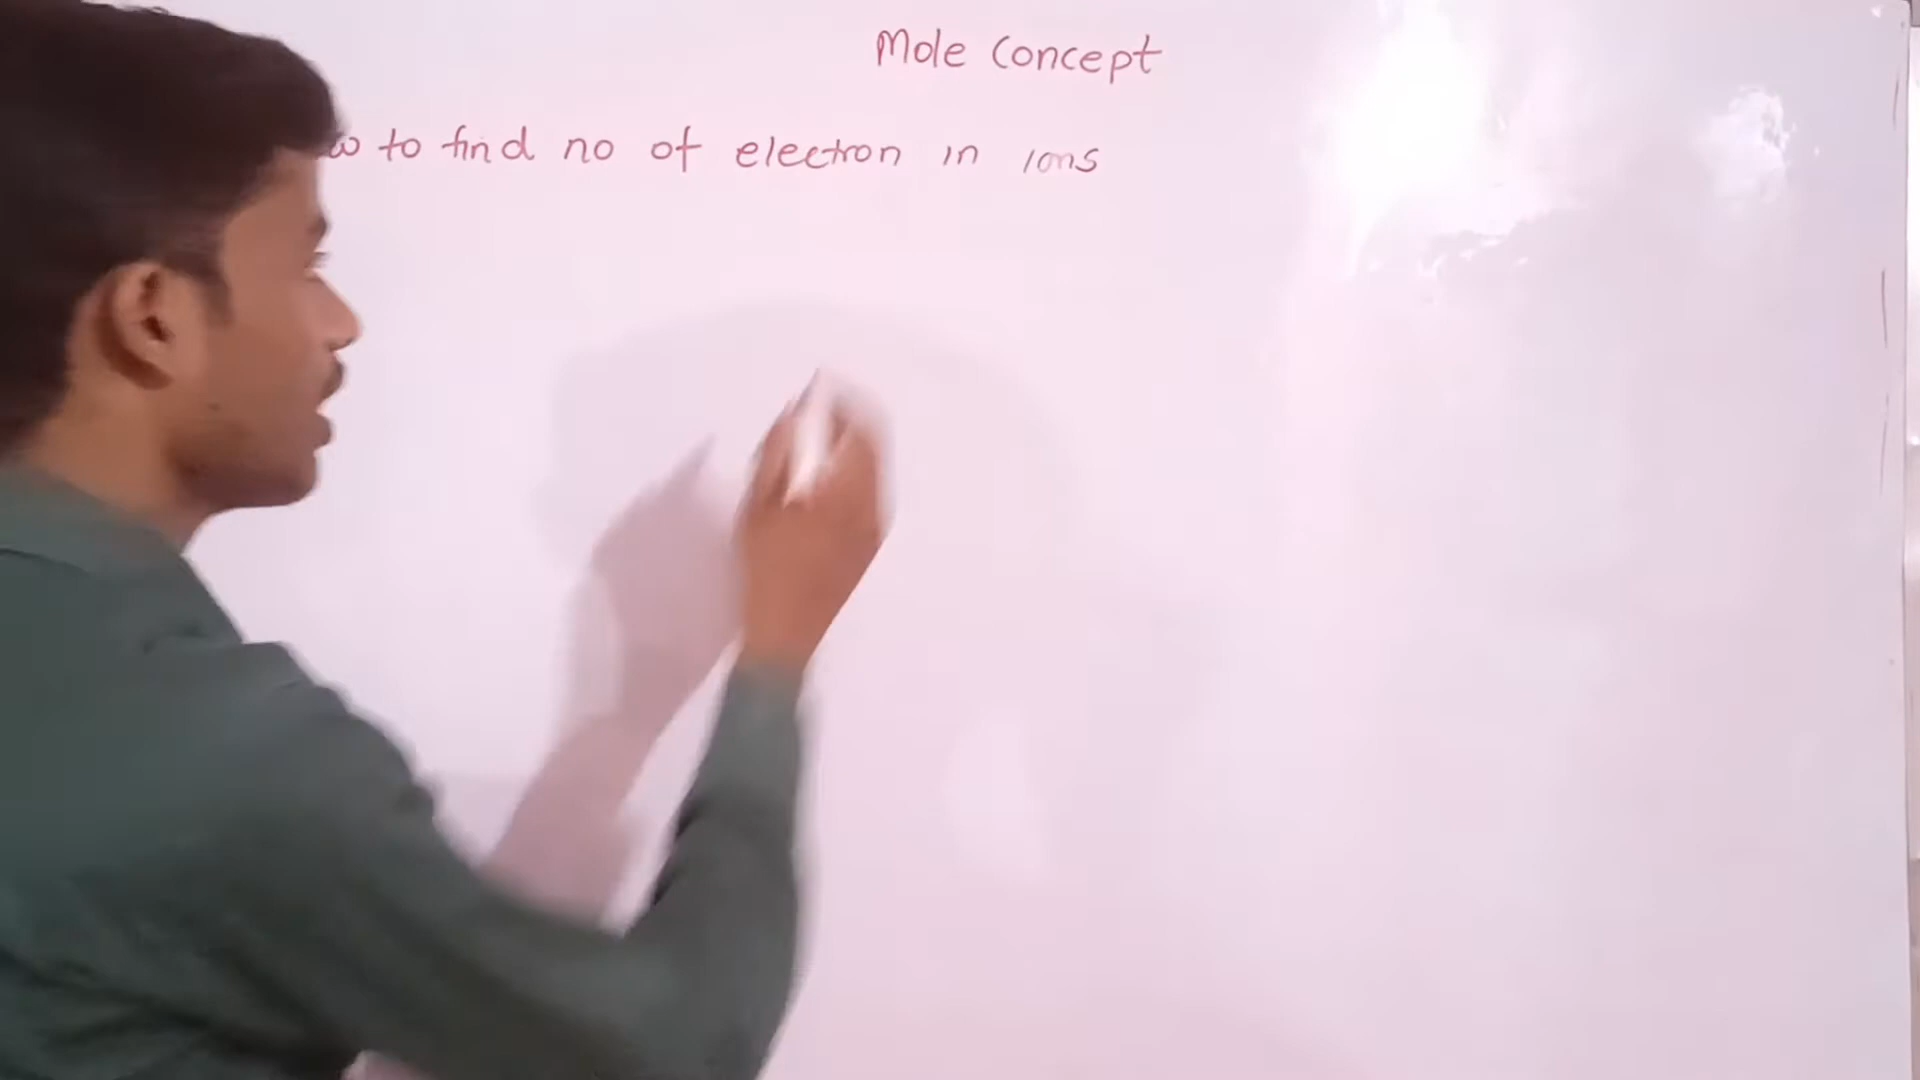 Mole Concept
to find no of electron in ions